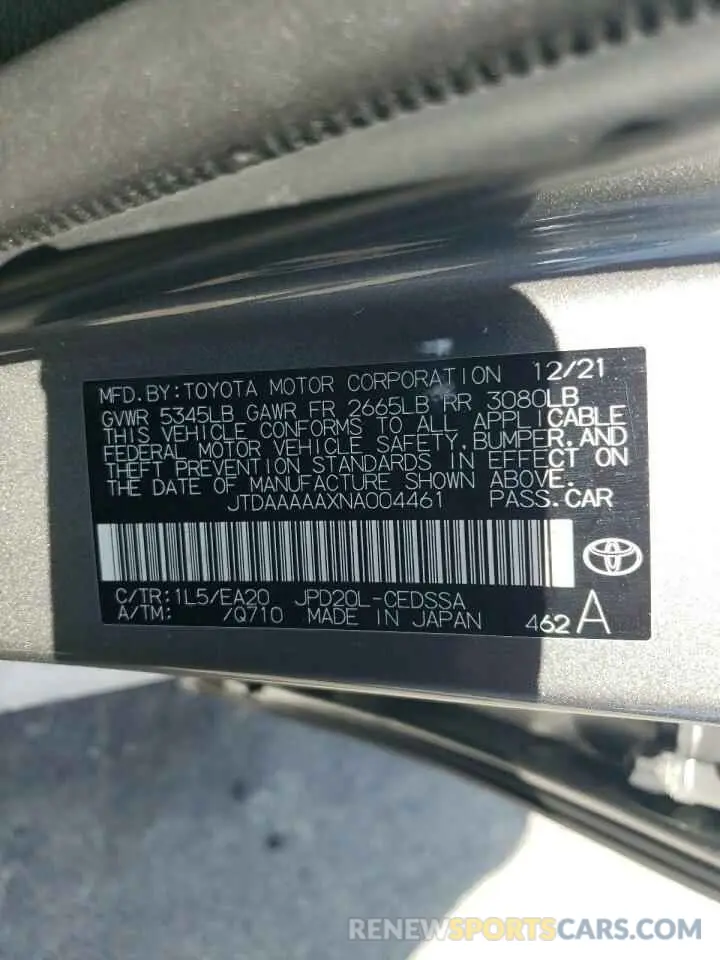 MFD. BY: TOYOTA MOTOR CORPORATION 12/21
GVWR 5345LB GAWR FR 2665LB RR 3080LB
THIS VEHICLE CONFORMS TO ALL APPLICABLE
FEDERAL MOTOR VEHICLE SAFETY, BUMPER, AND
THEFT PREVENTION STANDARDS IN EFFECT ON
THE DATE OF MANUFACTURE SHOWN ABOVE.
JTDAAAAAXNA004461 PASS. CAR
C/TR: 1L5/EA20 JPD20L-CEDSSA
A/TM: /Q710 MADE IN JAPAN 462 A
RENEWSPORTSCARS.COM